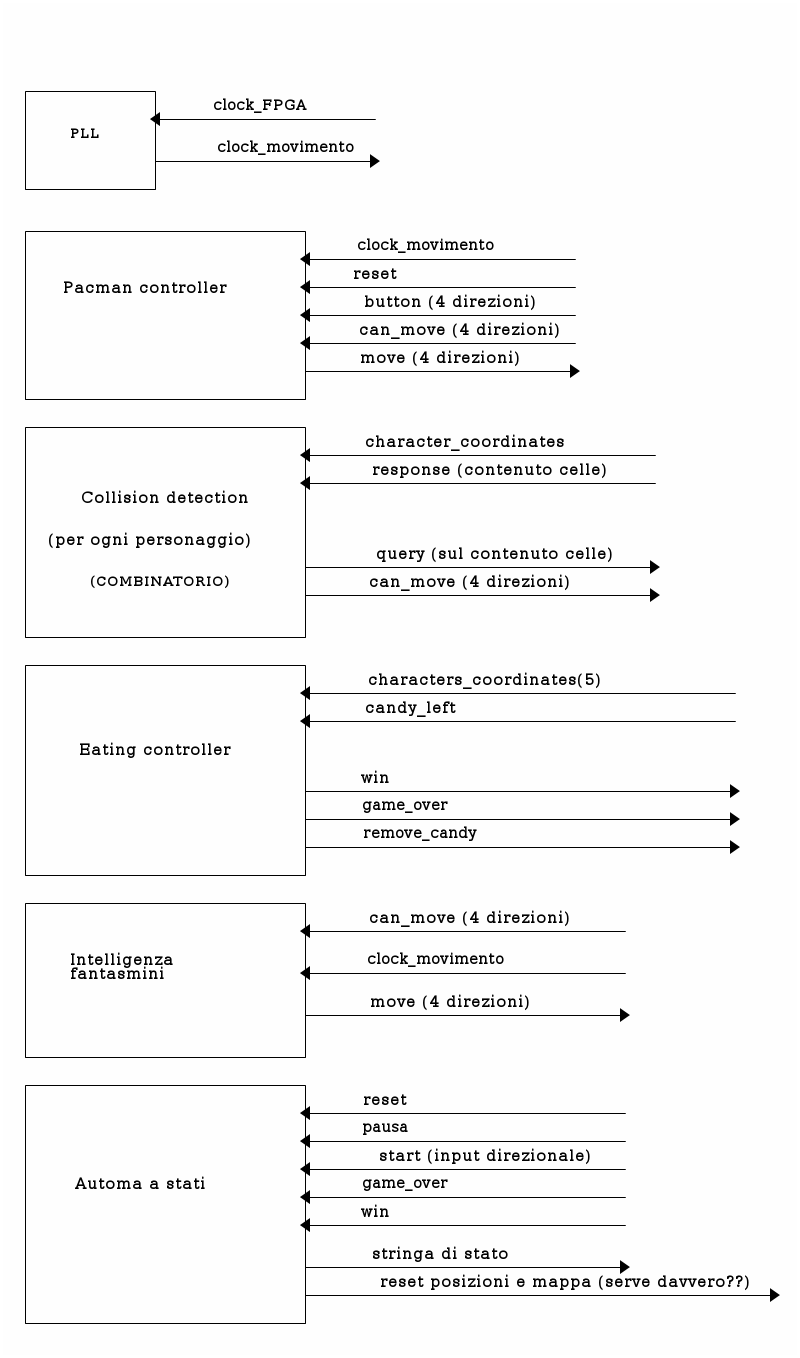 clock_FPGA
PLL
clock_movimento
clock_movimento
reset
Pacman controller
button (4 direzioni)
can_move (4 direzioni)
move (4 direzioni)
character_coordinates
response (contenuto celle)
Collision detection
(per ogni personaggio)
query (sul contenuto celle)
(COMBINATORIO)
can_move (4 direzioni)
characters_coordinates(5)
candy_left
Eating controller
win
game_over
remove_candy
can_move (4 direzioni)
Intelligenza
fantasmini
clock_movimento
move (4 direzioni)
reset
pausa
start (input direzionale)
Automa a stati
game_over
win
stringa di stato
reset posizioni e mappa (serve davvero??)